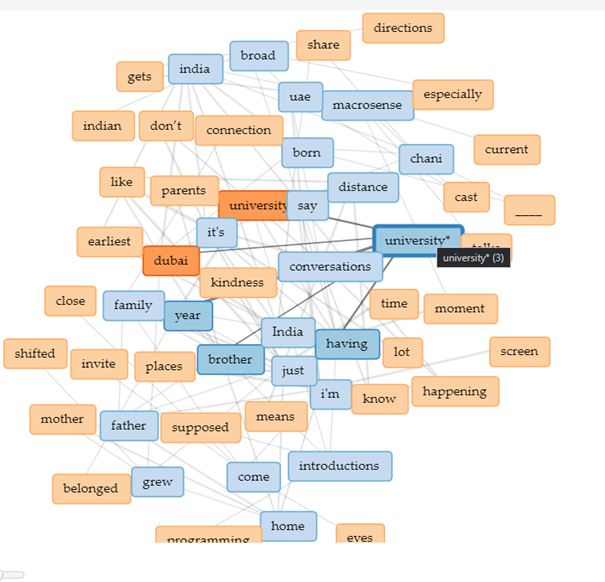 directions
share
broad
india
gets
uae
macrosense
especially
indian
don't
connection
born
chani
current
like
parents
distance
cast
____
university
say
it's
university*
talks
university* (3)
earliest
dubai
conversations
kindness
close
family
year
time
moment
India
having
shifted
invite
places
brother
just
lot
screen
i'm
know
happening
mother
father
supposed
means
belonged
grew
come
introductions
home
programming
eyes